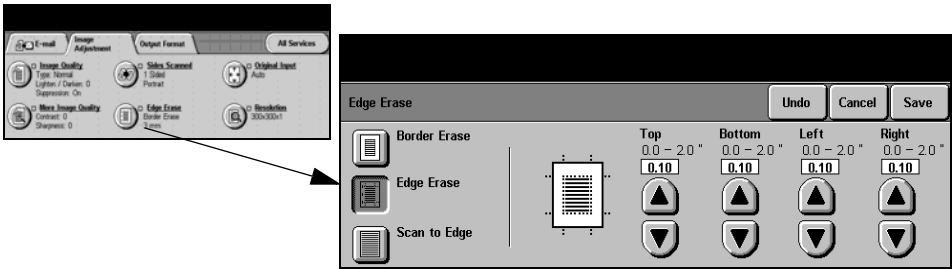 E-mail
Image Adjustment
Output Format
All Services
Image Quality
Type: Normal
Lighten / Darken: 0
Suppression: On
Sides Scanned
1 Sided
Portrait
Original Input
Auto
More Image Quality
Contrast: 0
Sharpness: 0
Edge Erase
Border Erase
3 mm
Resolution
300x300x1
Edge Erase
Undo
Cancel
Save
Border Erase
Edge Erase
Scan to Edge
Top Bottom Left Right
0.0 – 2.0 " 0.0 – 2.0 " 0.0 – 2.0 " 0.0 – 2.0 "
0.10 0.10 0.10 0.10